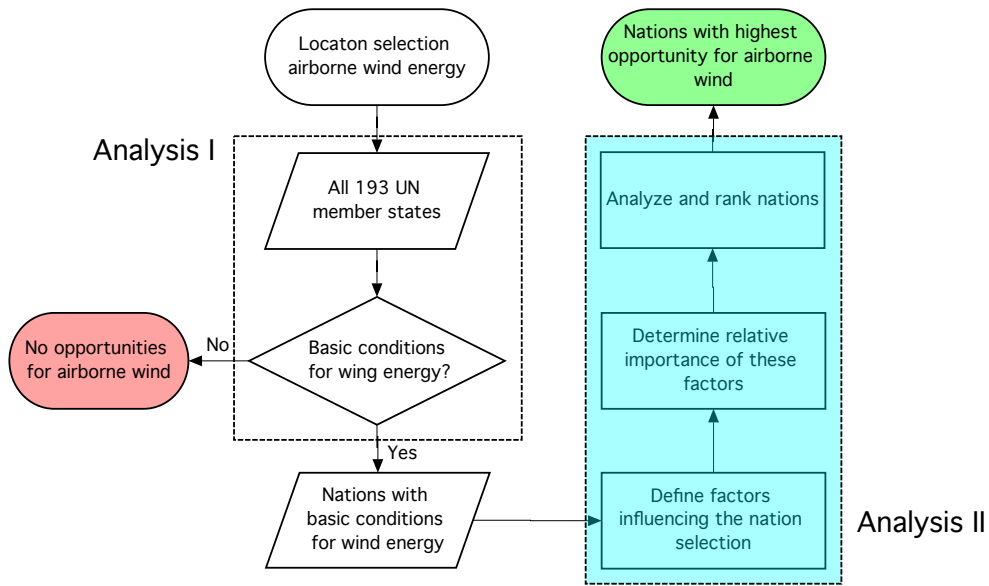 Locaton selection
airborne wind energy
Analysis I
All 193 UN
member states
Basic conditions
for wing energy?
No
No opportunities
for airborne wind
Yes
Nations with
basic conditions
for wind energy
Nations with highest
opportunity for airborne
wind
Analyze and rank nations
Determine relative
importance of these
factors
Define factors
influencing the nation
selection
Analysis II